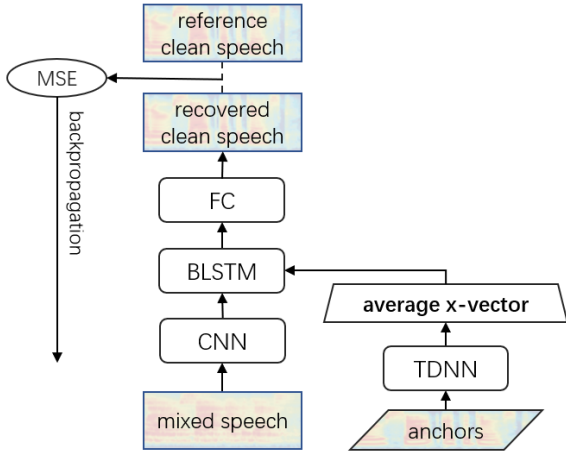 reference
clean speech
MSE
recovered
clean speech
backpropagation
FC
BLSTM
average x-vector
CNN
TDNN
mixed speech
anchors